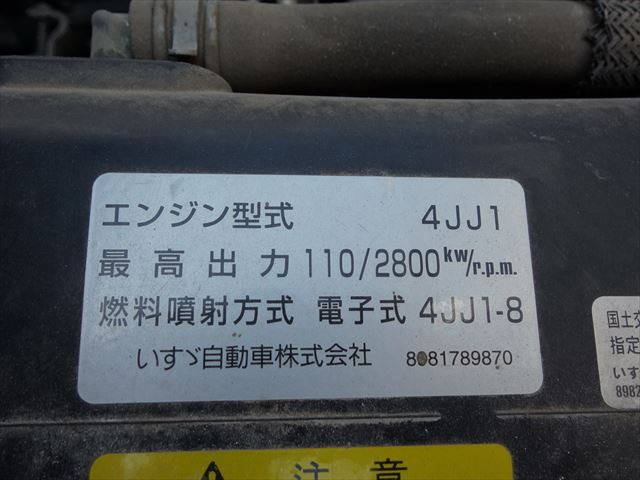 エンジン型式 4JJ1
最高出力 110/2800 kw/r.p.m.
燃料噴射方式 電子式 4JJ1-8
いすゞ自動車株式会社 8981789870
国土交
指定
いすゞ
8982
注意